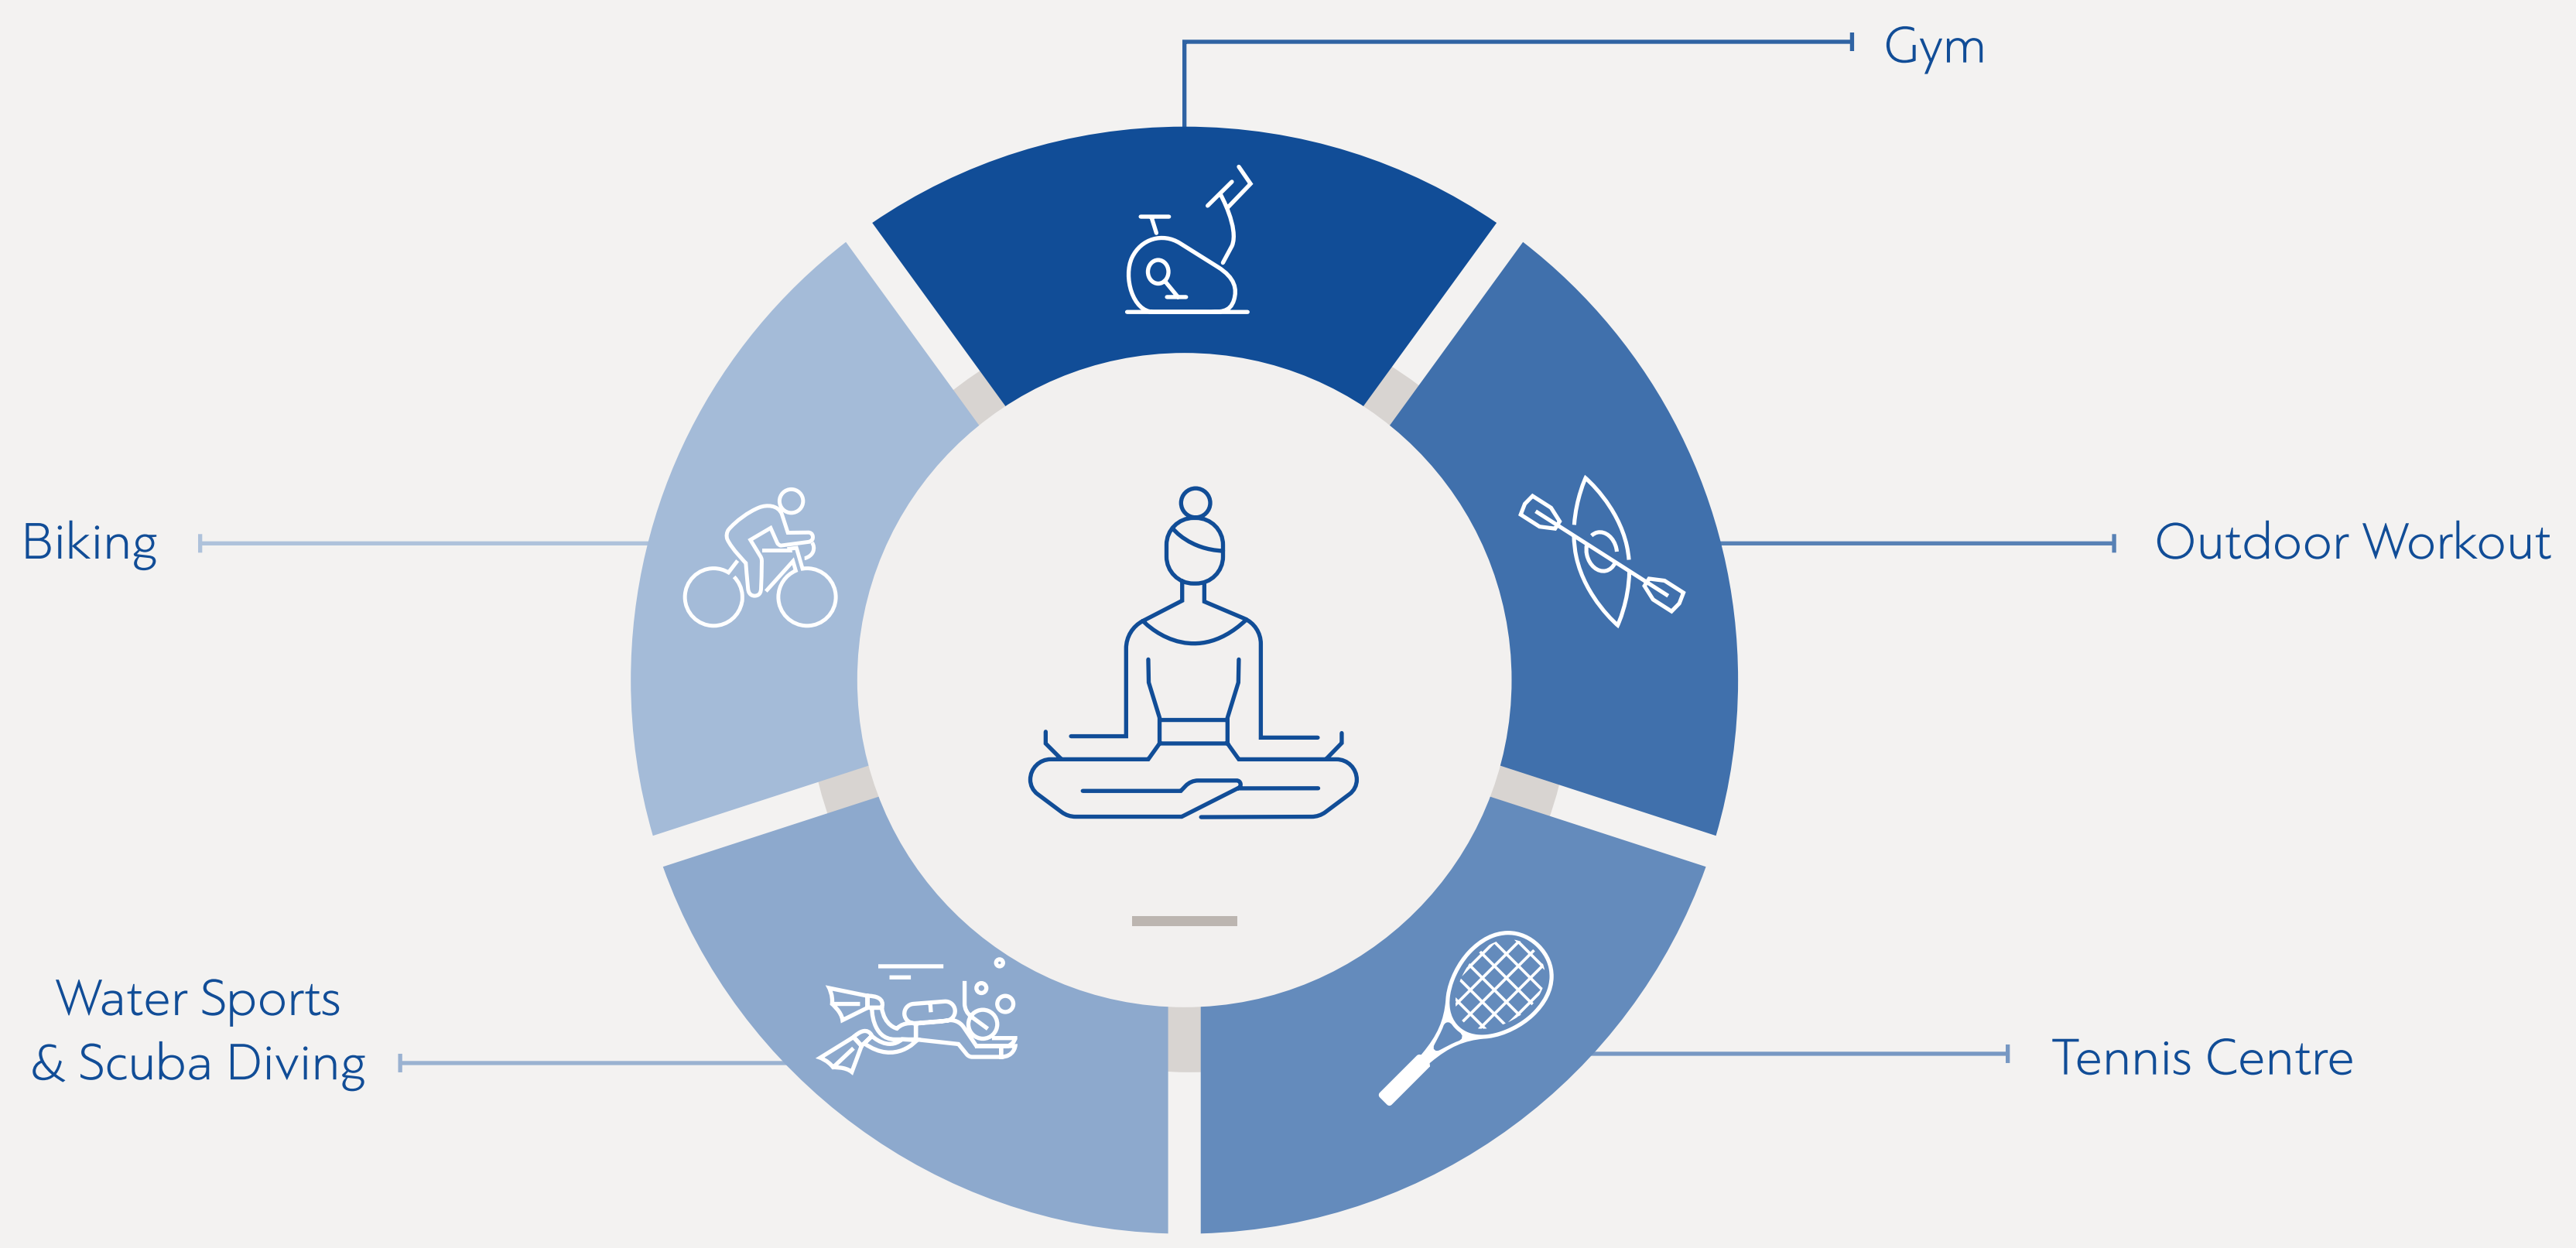 Gym
Biking
Outdoor Workout
Water Sports
& Scuba Diving
Tennis Centre